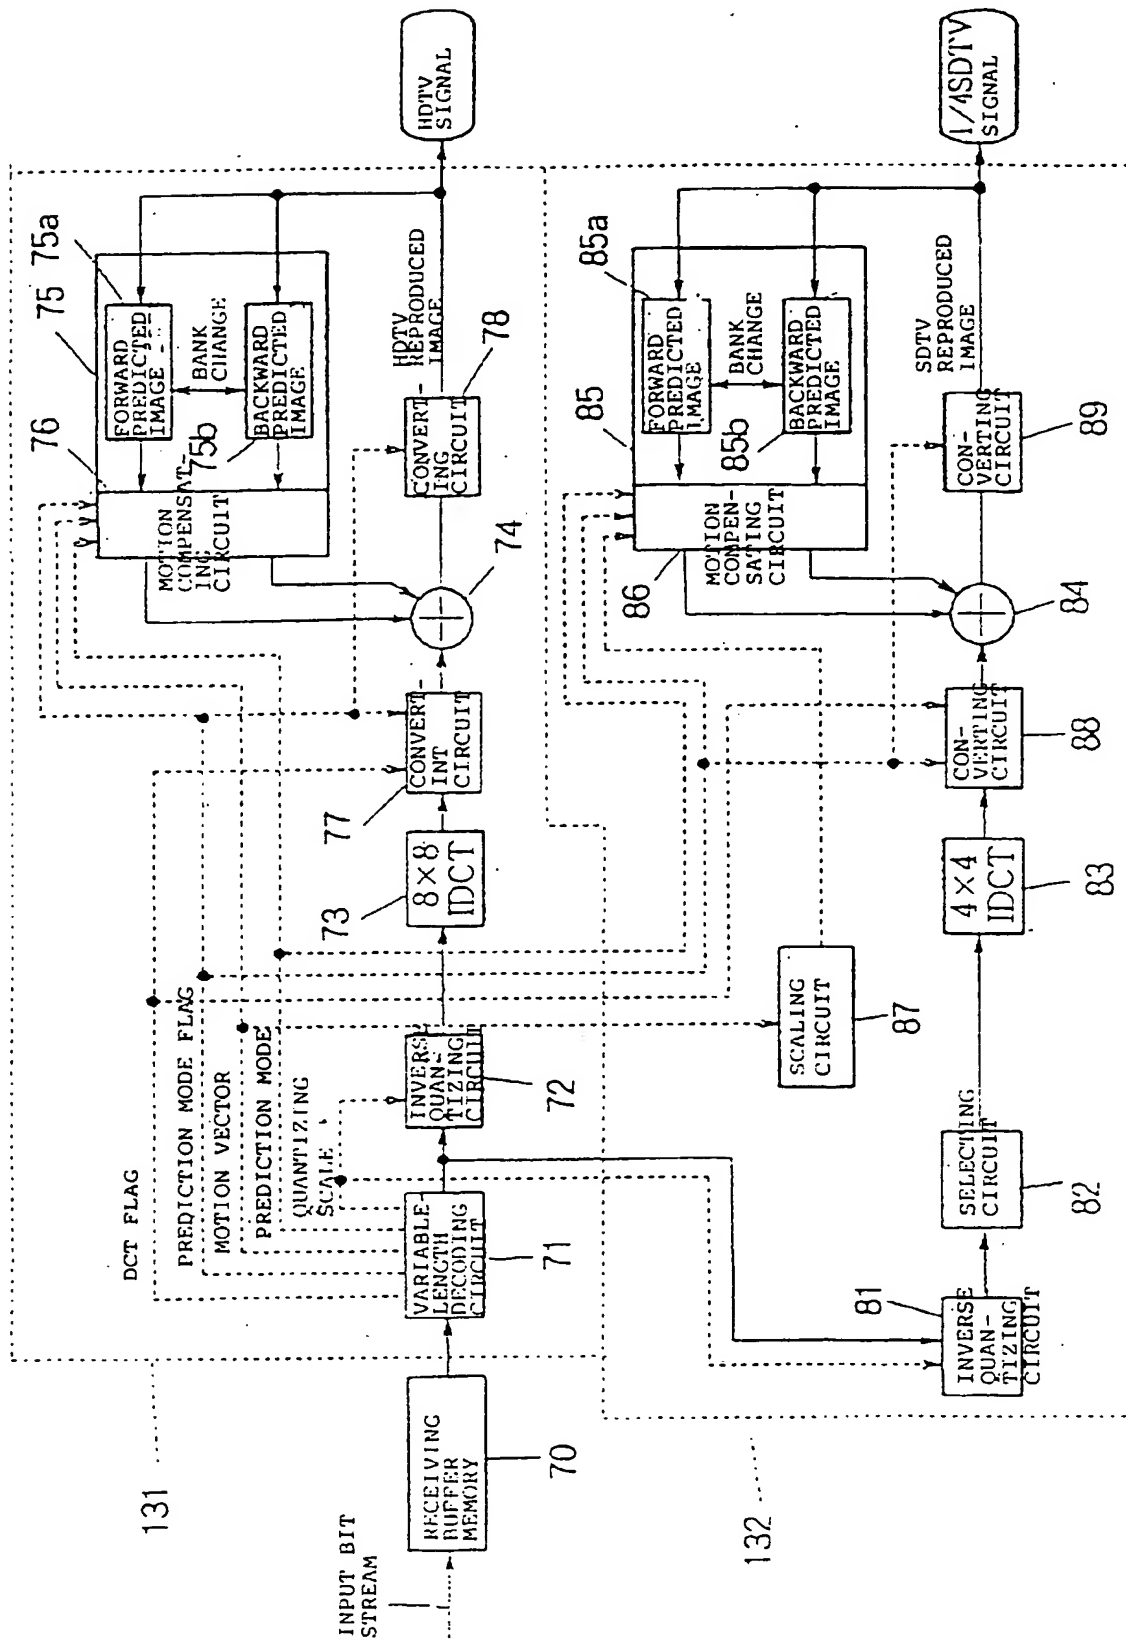 INPUT BIT
STREAM
RECEIVING
BUFFER
MEMORY
70
131
DCT FLAG
PREDICTION MODE FLAG
MOTION VECTOR
PREDICTION MODE
QUANTIZING
SCALE
VARIABLE-
LENGTH
DECODING
CIRCUIT
71
INVERSE
QUAN-
TIZING
CIRCUIT
72
8×8
IDCT
73
CONVERT-
INT
CIRCUIT
77
74
MOTION
COMPENSAT-
ING
CIRCUIT
76
75
75a
FORWARD
PREDICTED
IMAGE
BANK
CHANGE
BACKWARD
PREDICTED
IMAGE
75b
CONVERT-
ING
CIRCUIT
78
HDTV
REPRODUCED
IMAGE
HDTV
SIGNAL
132
INVERSE
QUAN-
TIZING
CIRCUIT
81
SELECTING
CIRCUIT
82
SCALING
CIRCUIT
87
4×4
IDCT
83
CON-
VERTING
CIRCUIT
88
84
MOTION
COMPEN-
SATING
CIRCUIT
86
85
85a
FORWARD
PREDICTED
IMAGE
BANK
CHANGE
BACKWARD
PREDICTED
IMAGE
85b
CON-
VERTING
CIRCUIT
89
SDTV
REPRODUCED
IMAGE
1/4SDTV
SIGNAL